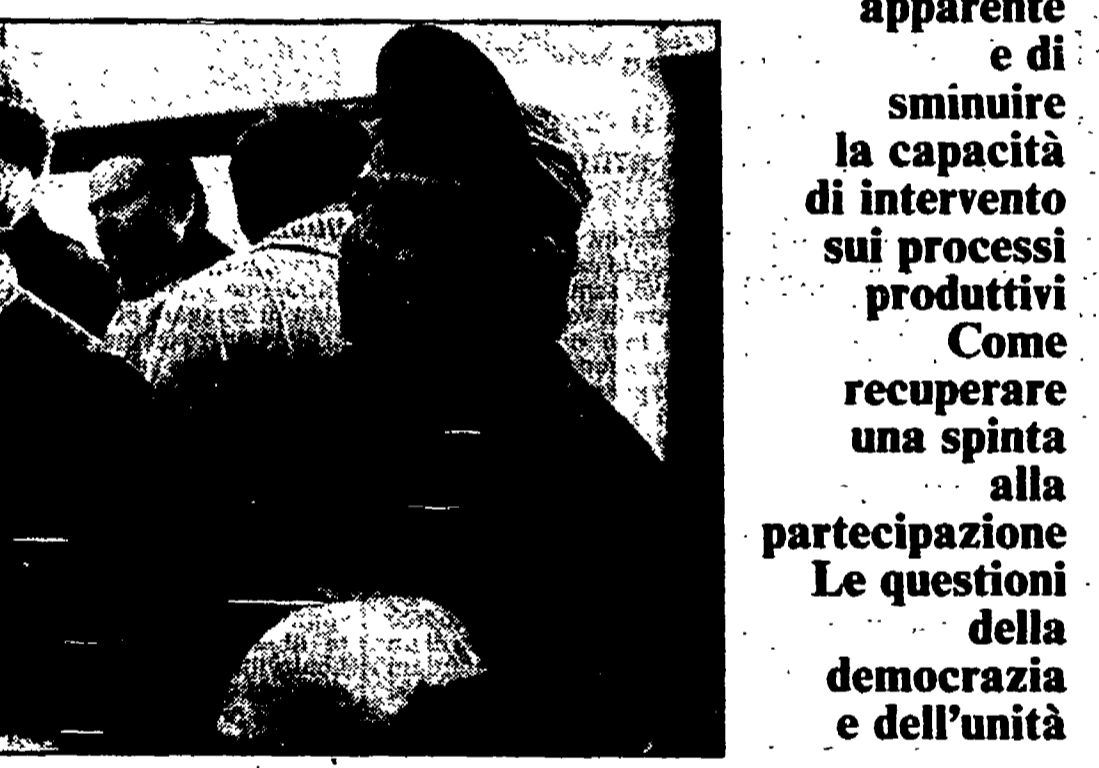 apparente
e di
sminuire
la capacità
di intervento
sui processi
produttivi
Come
recuperare
una spinta
alla
partecipazione
Le questioni
della
democrazia
e dell'unità